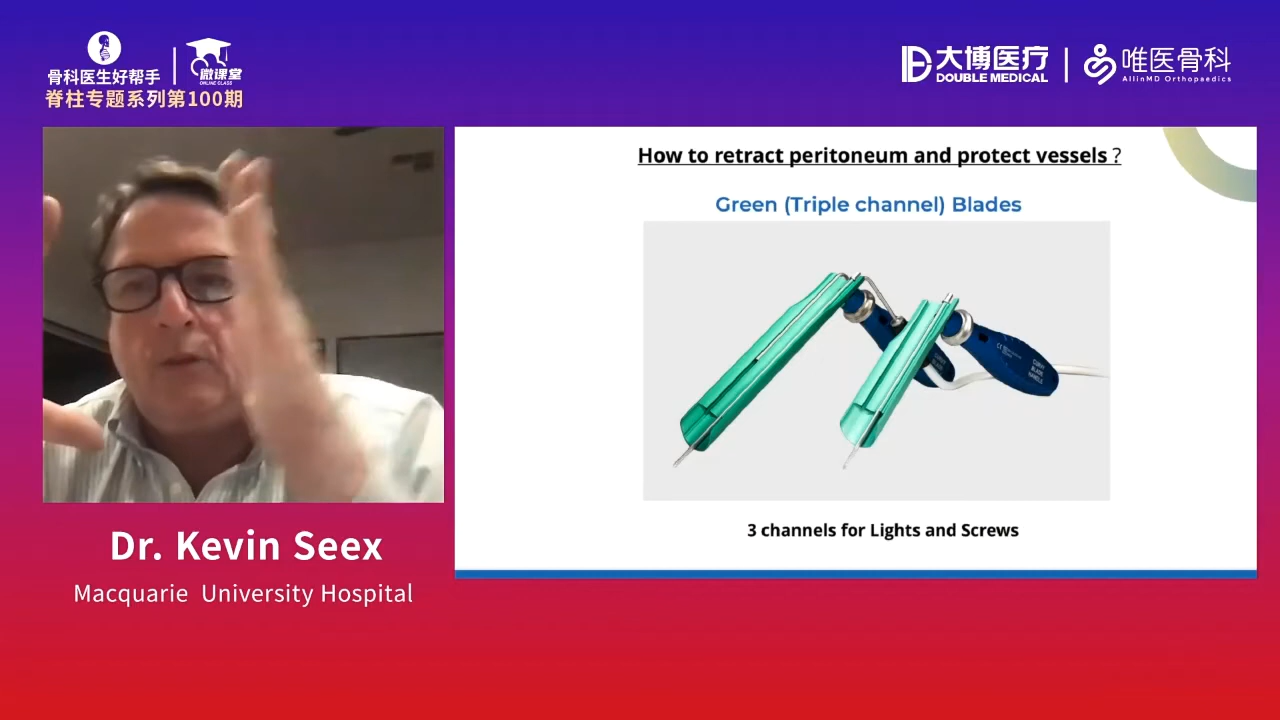 骨科医生好帮手
微课堂
ONLINE CLASS
脊柱专题系列第100期
大博医疗
DOUBLE MEDICAL
唯医骨科
AllinMD Orthopaedics
How to retract peritoneum and protect vessels ?
Green (Triple channel) Blades
3 channels for Lights and Screws
Dr. Kevin Seex
Macquarie University Hospital